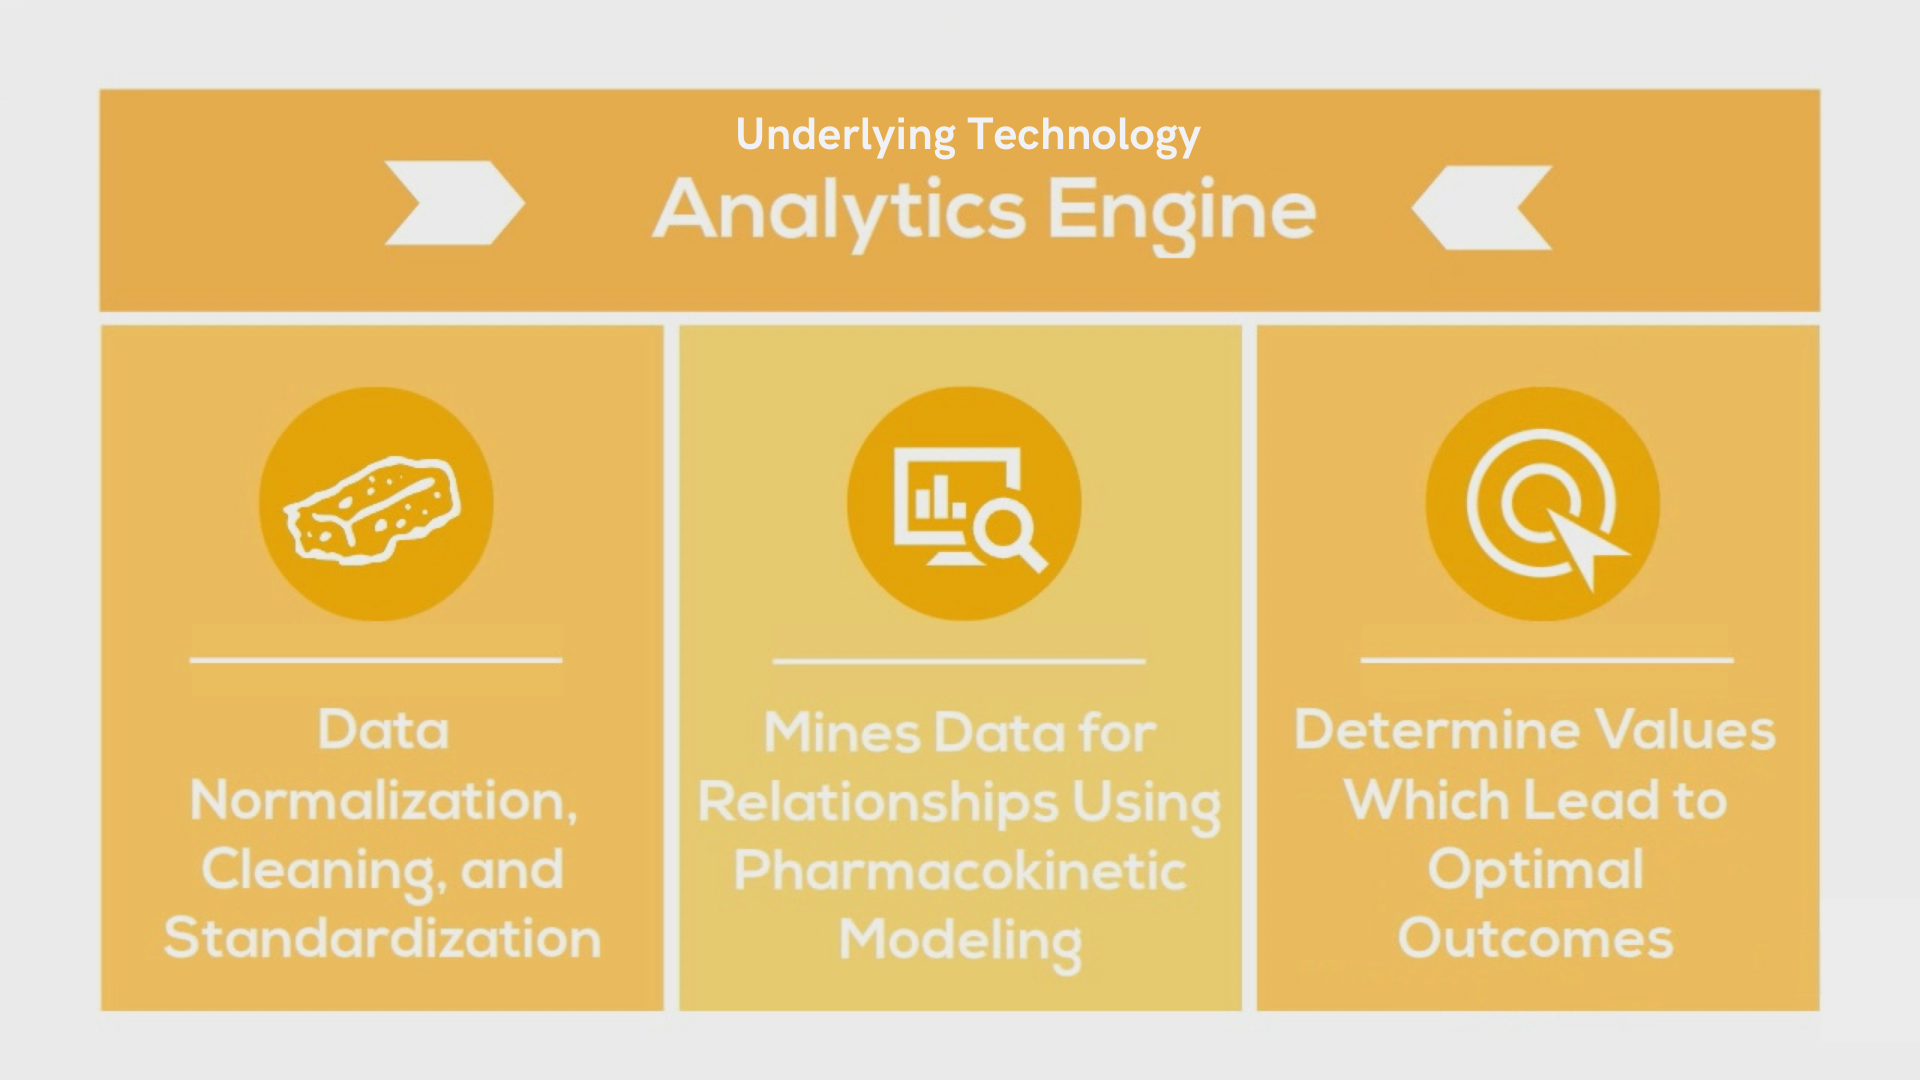 Underlying Technology
Analytics Engine
Data
Normalization,
Cleaning, and
Standardization
Mines Data for
Relationships Using
Pharmacokinetic
Modeling
Determine Values
Which Lead to
Optimal
Outcomes